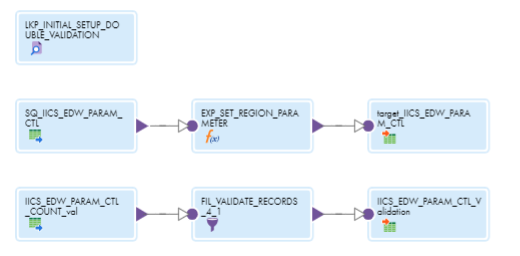 LKP_INITIAL_SETUP_DO
UBLE_VALIDATION
SQ_IICS_EDW_PARAM_
CTL
EXP_SET_REGION_PARA
METER
f(x)
target_IICS_EDW_PARA
M_CTL
IICS_EDW_PARAM_CTL
_COUNT_val
FIL_VALIDATE_RECORDS
_4_1
IICS_EDW_PARAM_CTL_V
alidation